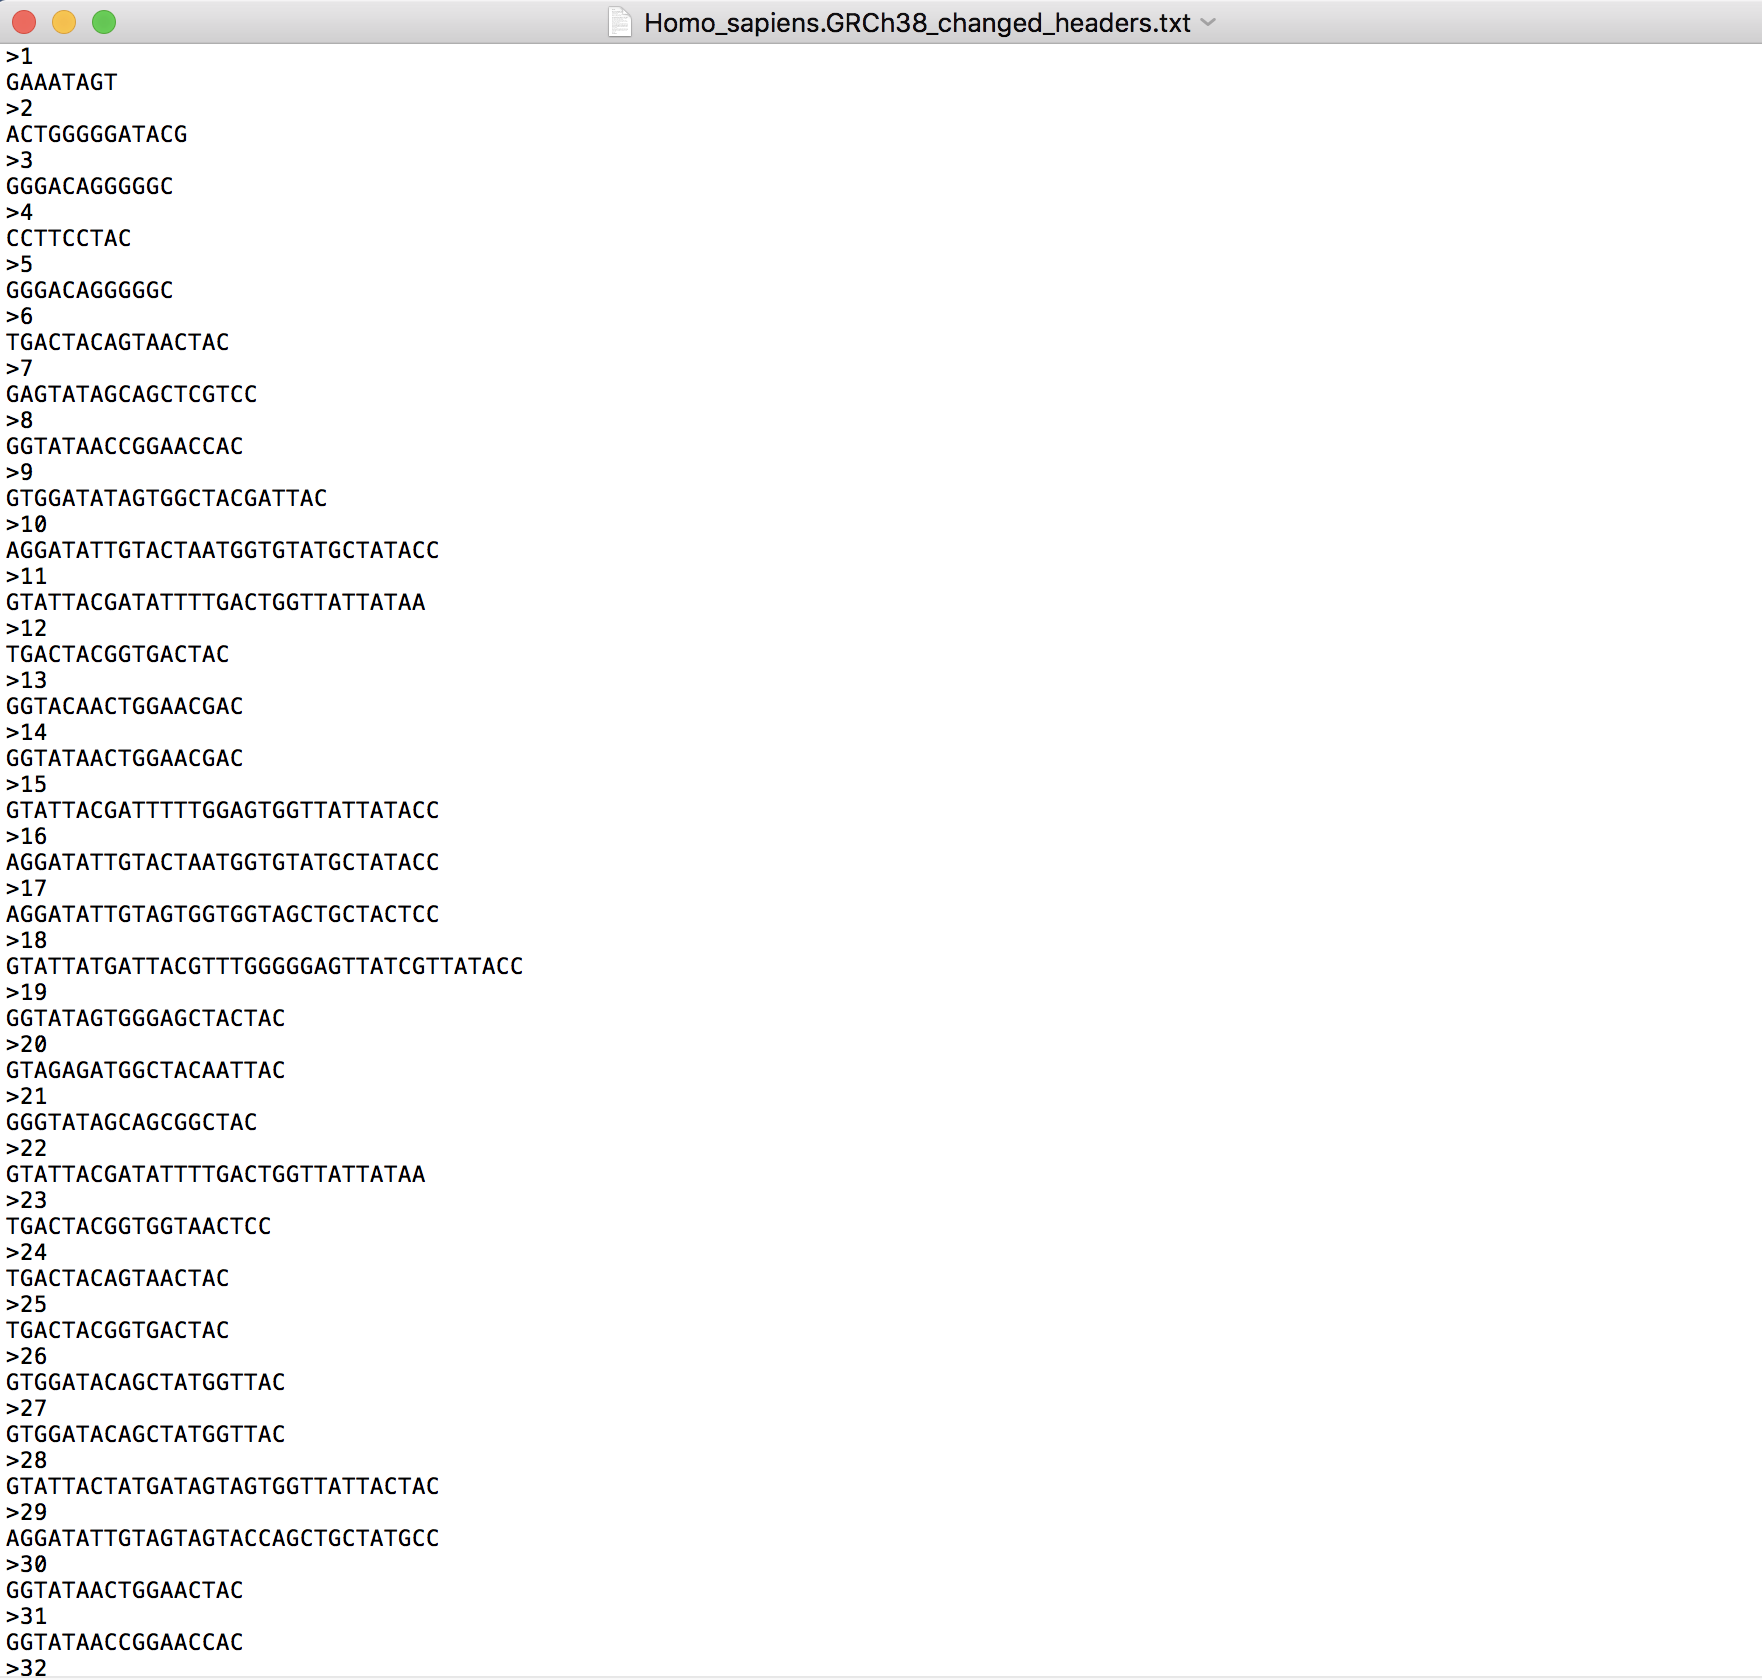 Homo_sapiens.GRCh38_changed_headers.txt
>1
GAAATAGT
>2
ACTGGGGGATACG
>3
GGGACAGGGGGC
>4
CCTTCCTAC
>5
GGGACAGGGGGC
>6
TGACTACAGTAACTAC
>7
GAGTATAGCAGCTCGTCC
>8
GGTATAACCGGAACCAC
>9
GTGGATATAGTGGCTACGATTAC
>10
AGGATATTGTACTAATGGTGTATGCTATACC
>11
GTATTACGATATTTTGACTGGTTATTATAA
>12
TGACTACGGTGACTAC
>13
GGTACAACTGGAACGAC
>14
GGTATAACTGGAACGAC
>15
GTATTACGATTTTTGGAGTGGTTATTATACC
>16
AGGATATTGTACTAATGGTGTATGCTATACC
>17
AGGATATTGTAGTGGTGGTAGCTGCTACTCC
>18
GTATTATGATTACGTTTGGGGGAGTTATCGTTATACC
>19
GGTATAGTGGGAGCTACTAC
>20
GTAGAGATGGCTACAATTAC
>21
GGGTATAGCAGCGGCTAC
>22
GTATTACGATATTTTGACTGGTTATTATAA
>23
TGACTACGGTGGTAACTCC
>24
TGACTACAGTAACTAC
>25
TGACTACGGTGACTAC
>26
GTGGATACAGCTATGGTTAC
>27
GTGGATACAGCTATGGTTAC
>28
GTATTACTATGATAGTAGTGGTTATTACTAC
>29
AGGATATTGTAGTAGTACCAGCTGCTATGCC
>30
GGTATAACTGGAACTAC
>31
GGTATAACCGGAACCAC
>32